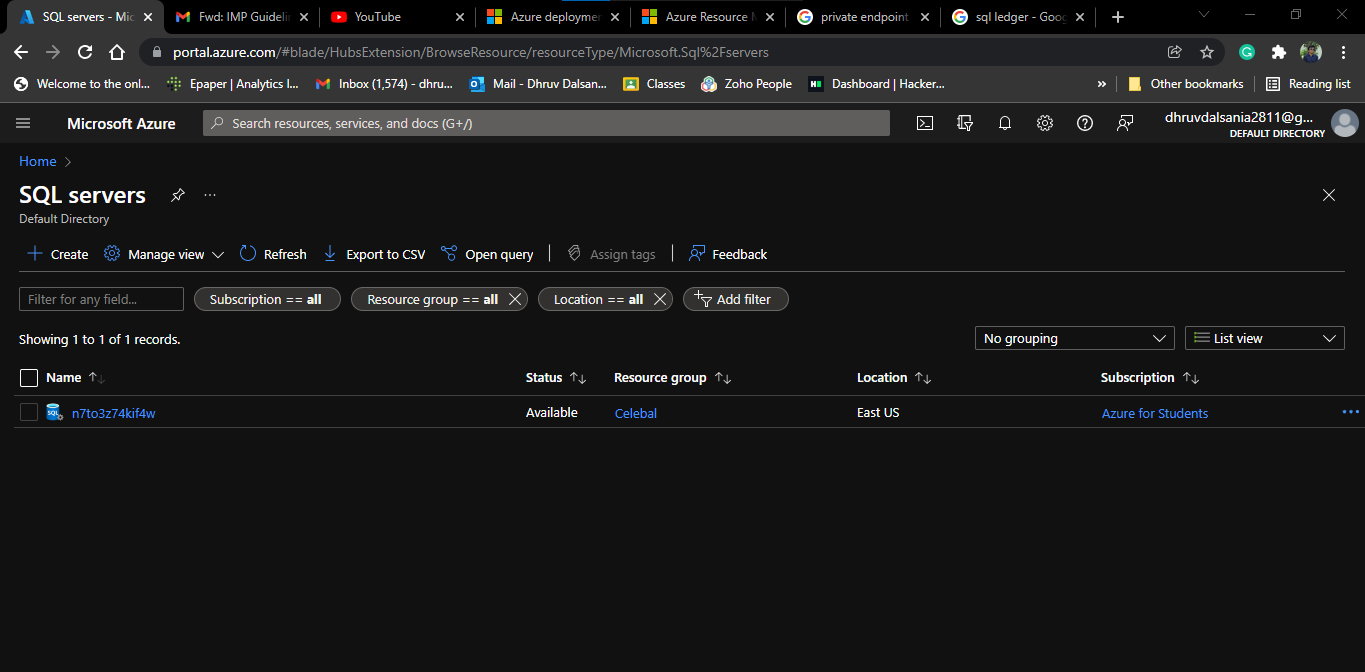 SQL servers - Mic
Fwd: IMP Guidelin
YouTube
Azure deploymen
Azure Resource M
private endpoint
sql ledger - Goog
portal.azure.com/#blade/HubsExtension/BrowseResource/resourceType/Microsoft.Sql%2Fservers
Welcome to the onl...
Epaper | Analytics I...
Inbox (1,574) - dhru...
Mail - Dhruv Dalsan...
Classes
Zoho People
Dashboard | Hacker...
»
Other bookmarks
Reading list
Microsoft Azure
Search resources, services, and docs (G+/)
dhruvdalsania2811@g...
DEFAULT DIRECTORY
Home >
SQL servers ...
Default Directory
Create
Manage view
Refresh
Export to CSV
Open query
Assign tags
Feedback
Filter for any field...
Subscription == all
Resource group == all
Location == all
Add filter
Showing 1 to 1 of 1 records.
No grouping
List view
Name
Status
Resource group
Location
Subscription
SQL
n7to3z74kif4w
Available
Celebal
East US
Azure for Students
...